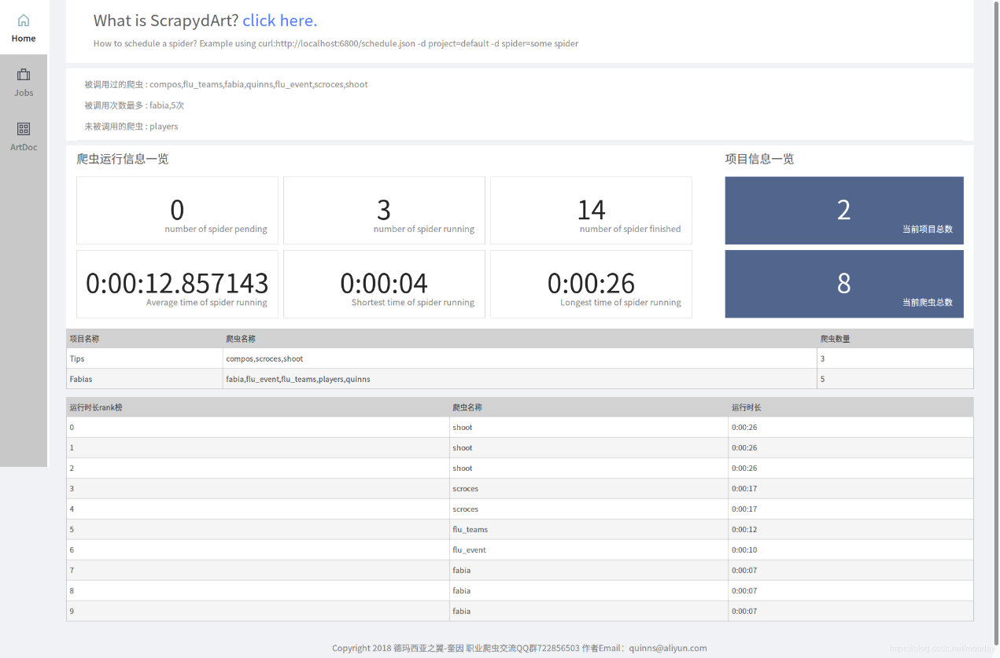 Home
Jobs
ArtDoc
What is ScrapydArt? click here.
How to schedule a spider? Example using curl:http://localhost:6800/schedule.json -d project=default -d spider=some spider
被调用过的爬虫 : compos,flu_teams,fabia,quinns,flu_event,scroces,shoot
被调用次数最多 : fabia,5次
未被调用的爬虫 : players
爬虫运行信息一览
0
number of spider pending
3
number of spider running
14
number of spider finished
0:00:12.857143
Average time of spider running
0:00:04
Shortest time of spider running
0:00:26
Longest time of spider running
项目信息一览
2
当前项目总数
8
当前爬虫总数
项目名称 爬虫名称 爬虫数量
Tips compos,scroces,shoot 3
Fabias fabia,flu_event,flu_teams,players,quinns 5
运行时长rank榜 爬虫名称 运行时长
0 shoot 0:00:26
1 shoot 0:00:26
2 shoot 0:00:26
3 scroces 0:00:17
4 scroces 0:00:17
5 flu_teams 0:00:12
6 flu_event 0:00:10
7 fabia 0:00:07
8 fabia 0:00:07
9 fabia 0:00:07
Copyright 2018 德玛西亚之翼-奎因 职业爬虫交流QQ群722856503 作者Email：quinns@aliyun.com